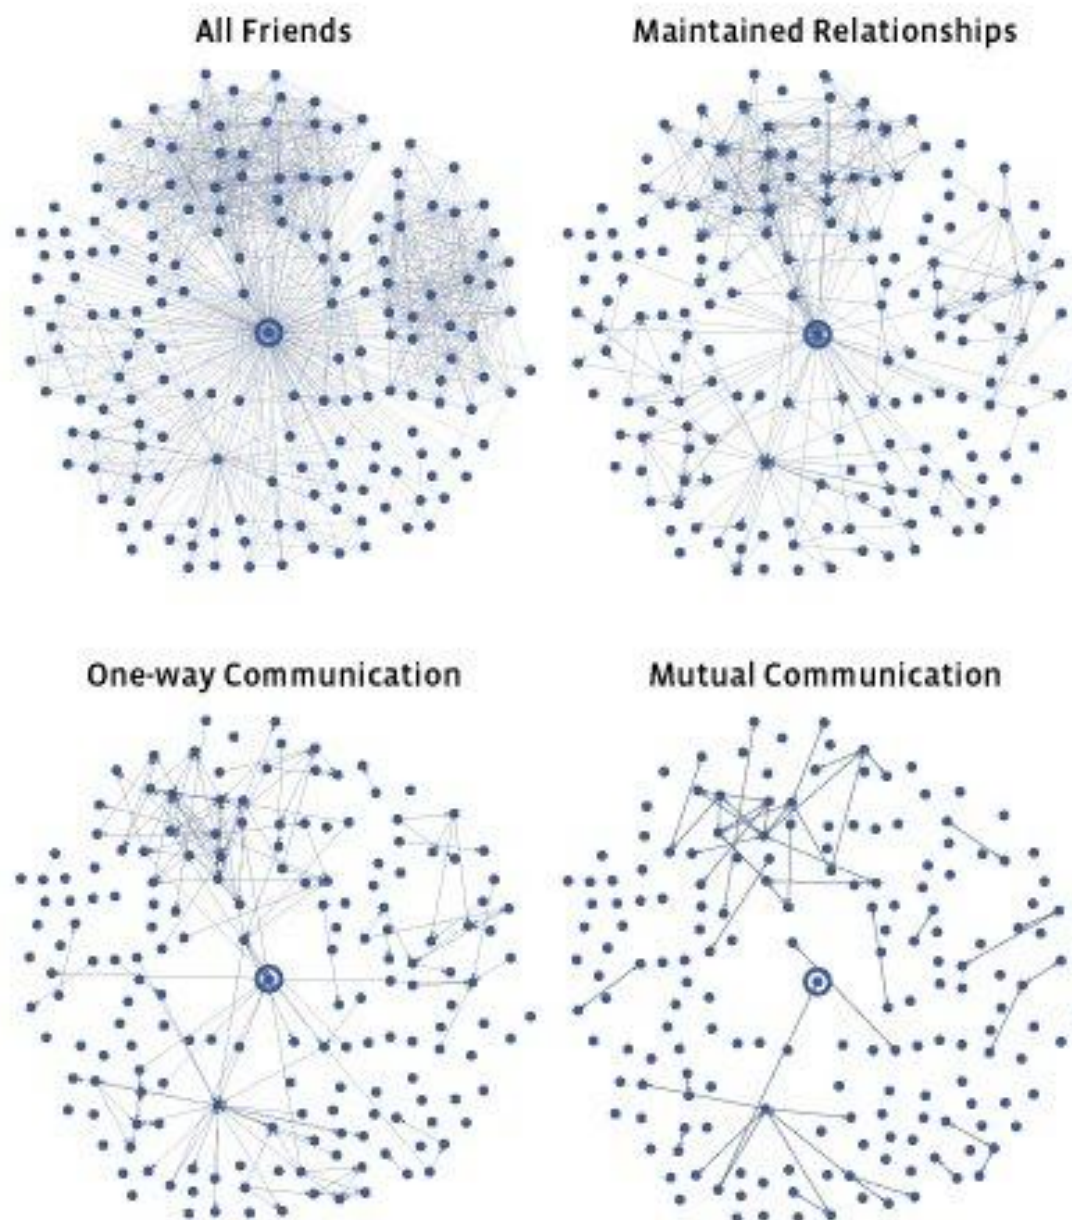 All Friends
Maintained Relationships
One-way Communication
Mutual Communication